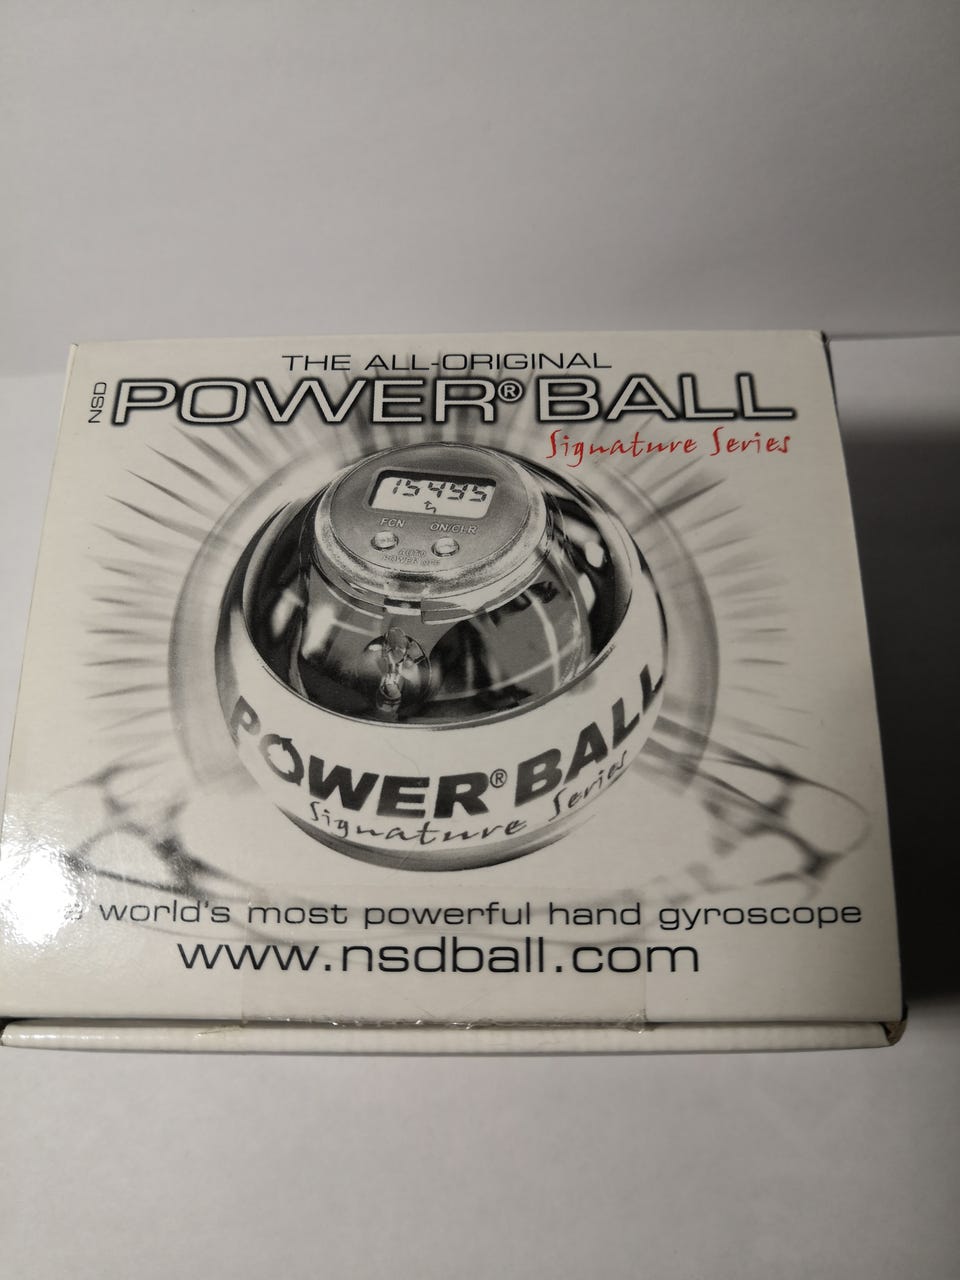 THE ALL-ORIGINAL
NSD
POWER® BALL
Signature Series
15495
FCN ON/CLR
AUTO
POWER OFF
POWER® BALL
Signature Series
world's most powerful hand gyroscope
www.nsdball.com